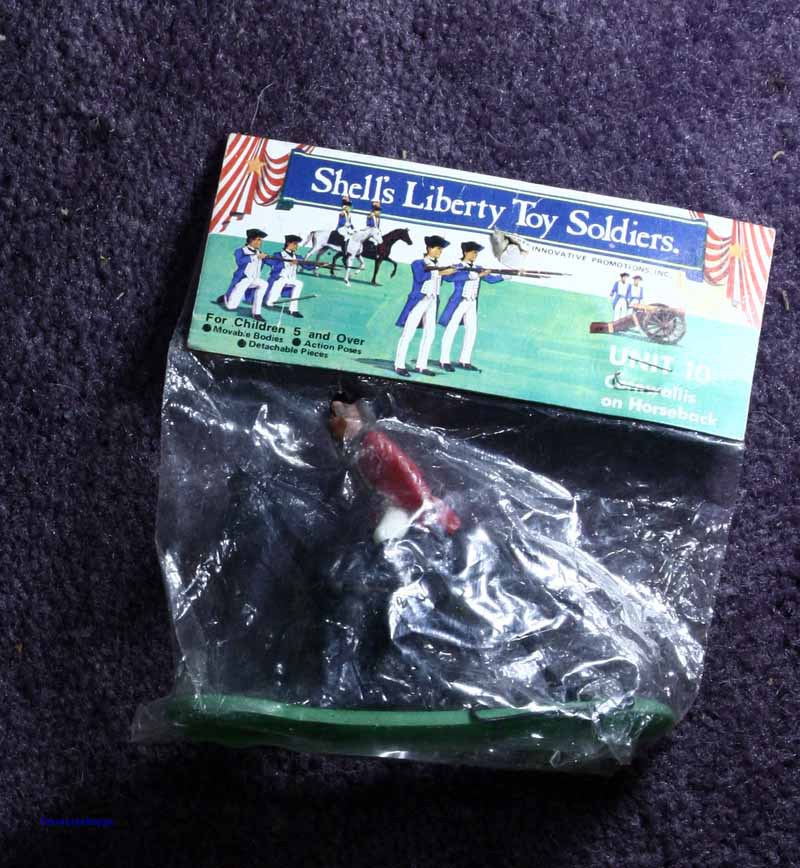 Shell's Liberty Toy Soldiers.
INNOVATIVE PROMOTIONS, INC.
For Children 5 and Over
●Movable Bodies ●Action Poses
●Detachable Pieces
UNIT 10
Cornwallis
on Horseback